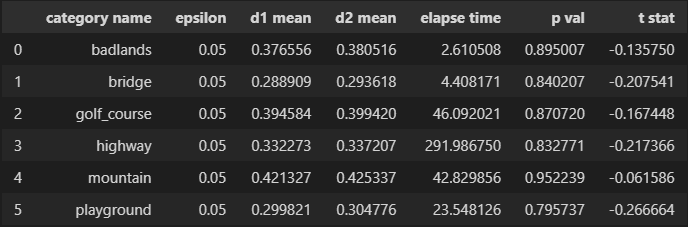 category name epsilon d1 mean d2 mean elapse time p val t stat
0 badlands 0.05 0.376556 0.380516 2.610508 0.895007 -0.135750
1 bridge 0.05 0.288909 0.293618 4.408171 0.840207 -0.207541
2 golf_course 0.05 0.394584 0.399420 46.092021 0.870720 -0.167448
3 highway 0.05 0.332273 0.337207 291.986750 0.832771 -0.217366
4 mountain 0.05 0.421327 0.425337 42.829856 0.952239 -0.061586
5 playground 0.05 0.299821 0.304776 23.548126 0.795737 -0.266664